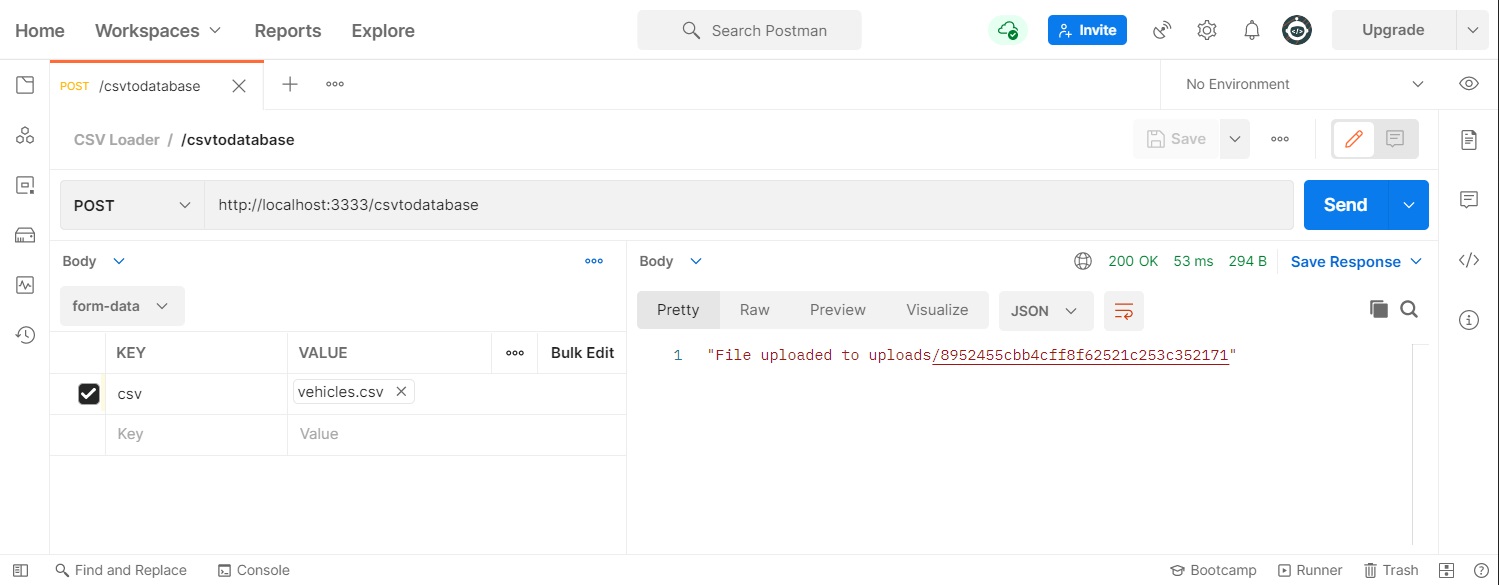 Home Workspaces Reports Explore Search Postman Invite Upgrade
POST /csvtodatabase No Environment
CSV Loader / /csvtodatabase Save
POST http://localhost:3333/csvtodatabase Send
Body Body 200 OK 53 ms 294 B Save Response
form-data Pretty Raw Preview Visualize JSON
KEY VALUE Bulk Edit
1 "File uploaded to uploads/8952455cbb4cff8f62521c253c352171"
csv vehicles.csv
Key Value
Find and Replace Console Bootcamp Runner Trash